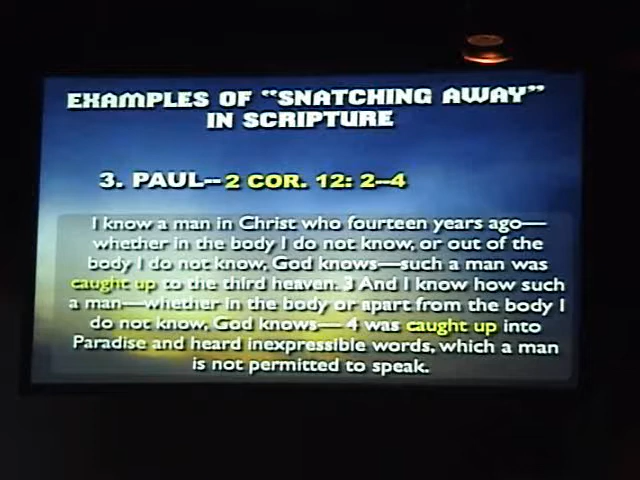 EXAMPLES OF “SNATCHING AWAY”
IN SCRIPTURE
3. PAUL--2 COR. 12: 2-4
I know a man in Christ who fourteen years ago—
whether in the body I do not know, or out of the
body I do not know, God knows—such a man was
caught up to the third heaven. 3 And I know how such
a man—whether in the body or apart from the body I
do not know, God knows— 4 was caught up into
Paradise and heard inexpressible words, which a man
is not permitted to speak.